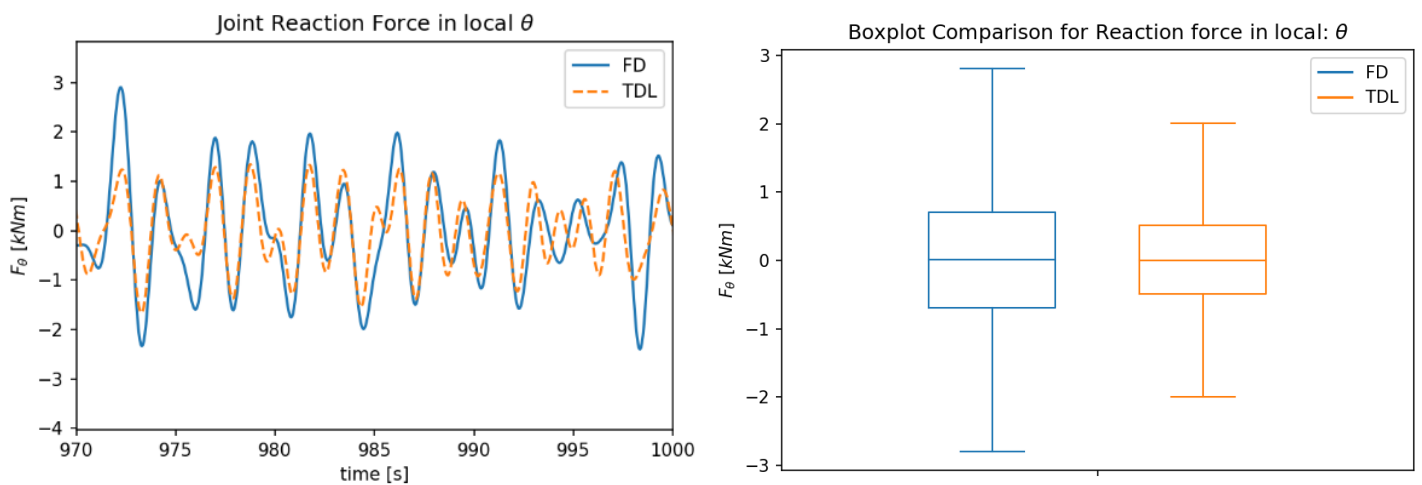 Joint Reaction Force in local θ
FD
TDL
3
2
1
0
−1
−2
−3
−4
F_θ [kNm]
970
975
980
985
990
995
1000
time [s]
Boxplot Comparison for Reaction force in local: θ
FD
TDL
3
2
1
0
−1
−2
−3
F_θ [kNm]